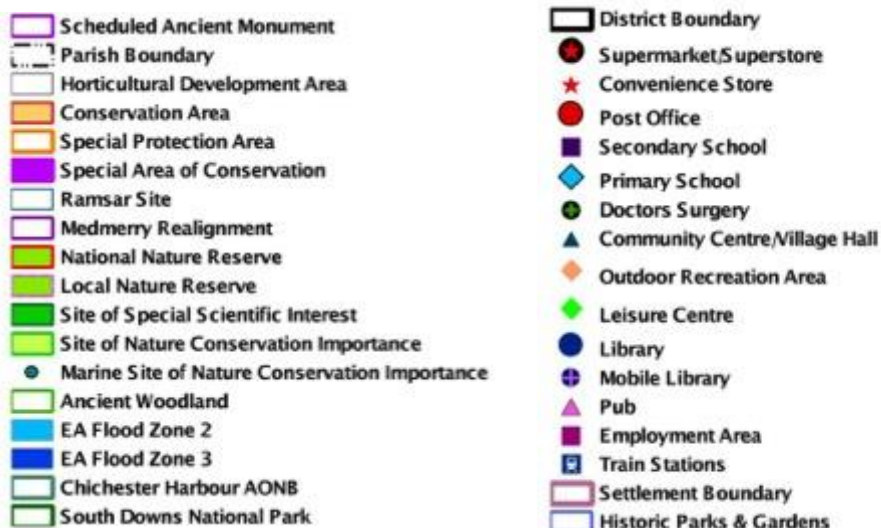 Scheduled Ancient Monument
Parish Boundary
Horticultural Development Area
Conservation Area
Special Protection Area
Special Area of Conservation
Ramsar Site
Medmerry Realignment
National Nature Reserve
Local Nature Reserve
Site of Special Scientific Interest
Site of Nature Conservation Importance
Marine Site of Nature Conservation Importance
Ancient Woodland
EA Flood Zone 2
EA Flood Zone 3
Chichester Harbour AONB
South Downs National Park
District Boundary
Supermarket/Superstore
Convenience Store
Post Office
Secondary School
Primary School
Doctors Surgery
Community Centre/Village Hall
Outdoor Recreation Area
Leisure Centre
Library
Mobile Library
Pub
Employment Area
Train Stations
Settlement Boundary
Historic Parks & Gardens